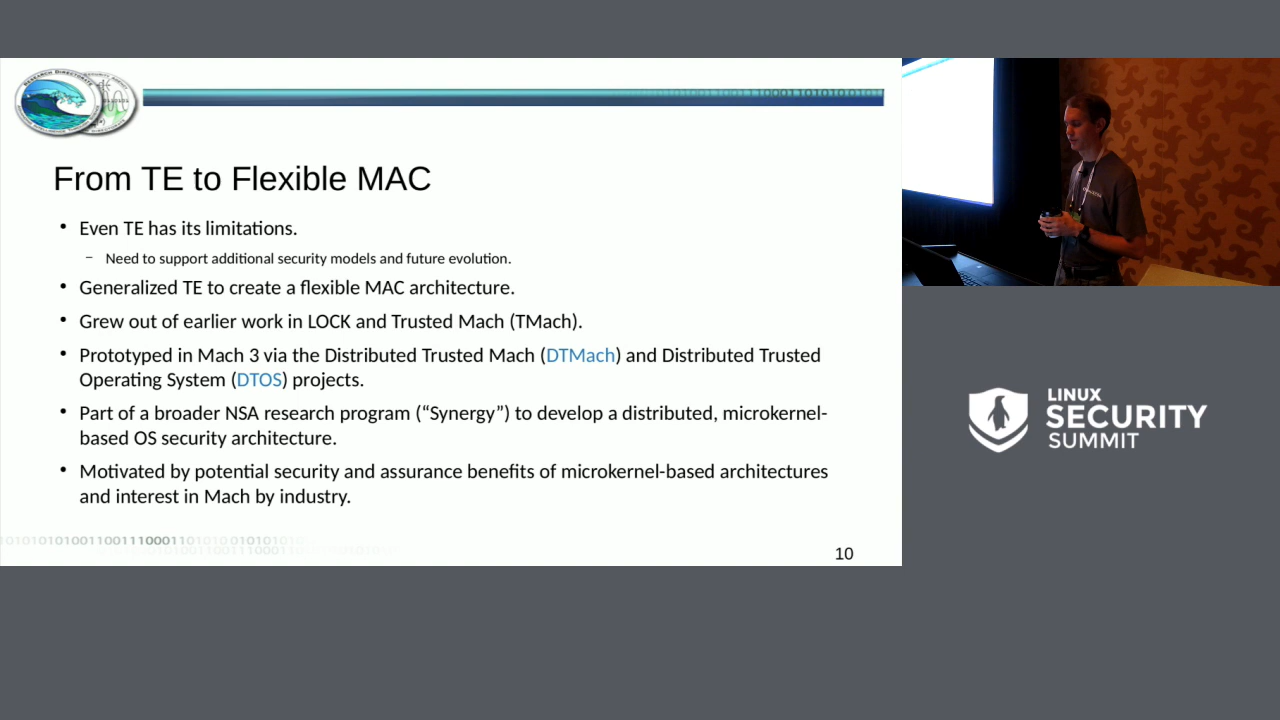 From TE to Flexible MAC
• Even TE has its limitations.
– Need to support additional security models and future evolution.
• Generalized TE to create a flexible MAC architecture.
• Grew out of earlier work in LOCK and Trusted Mach (TMach).
• Prototyped in Mach 3 via the Distributed Trusted Mach (DTMach) and Distributed Trusted
Operating System (DTOS) projects.
• Part of a broader NSA research program (“Synergy”) to develop a distributed, microkernel-
based OS security architecture.
• Motivated by potential security and assurance benefits of microkernel-based architectures
and interest in Mach by industry.
10
LINUX
SECURITY
SUMMIT